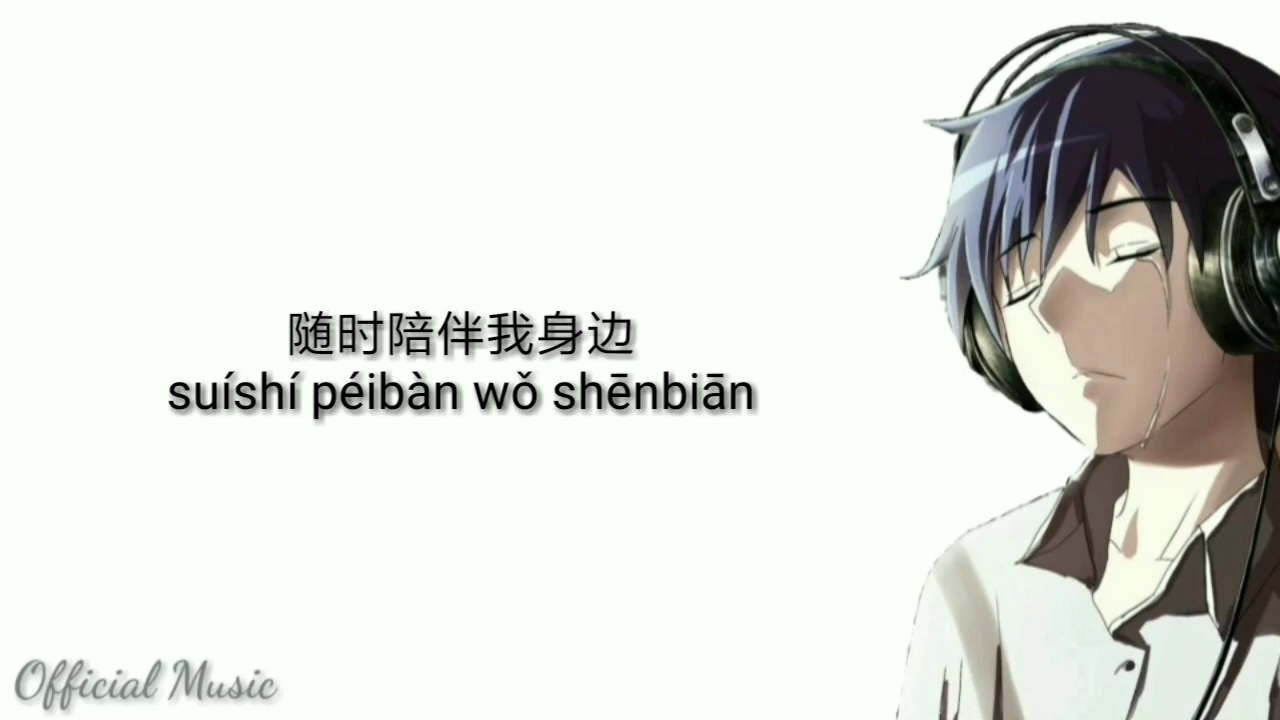 随时陪伴我身边
suíshí péibàn wǒ shēnbiān
Official Music